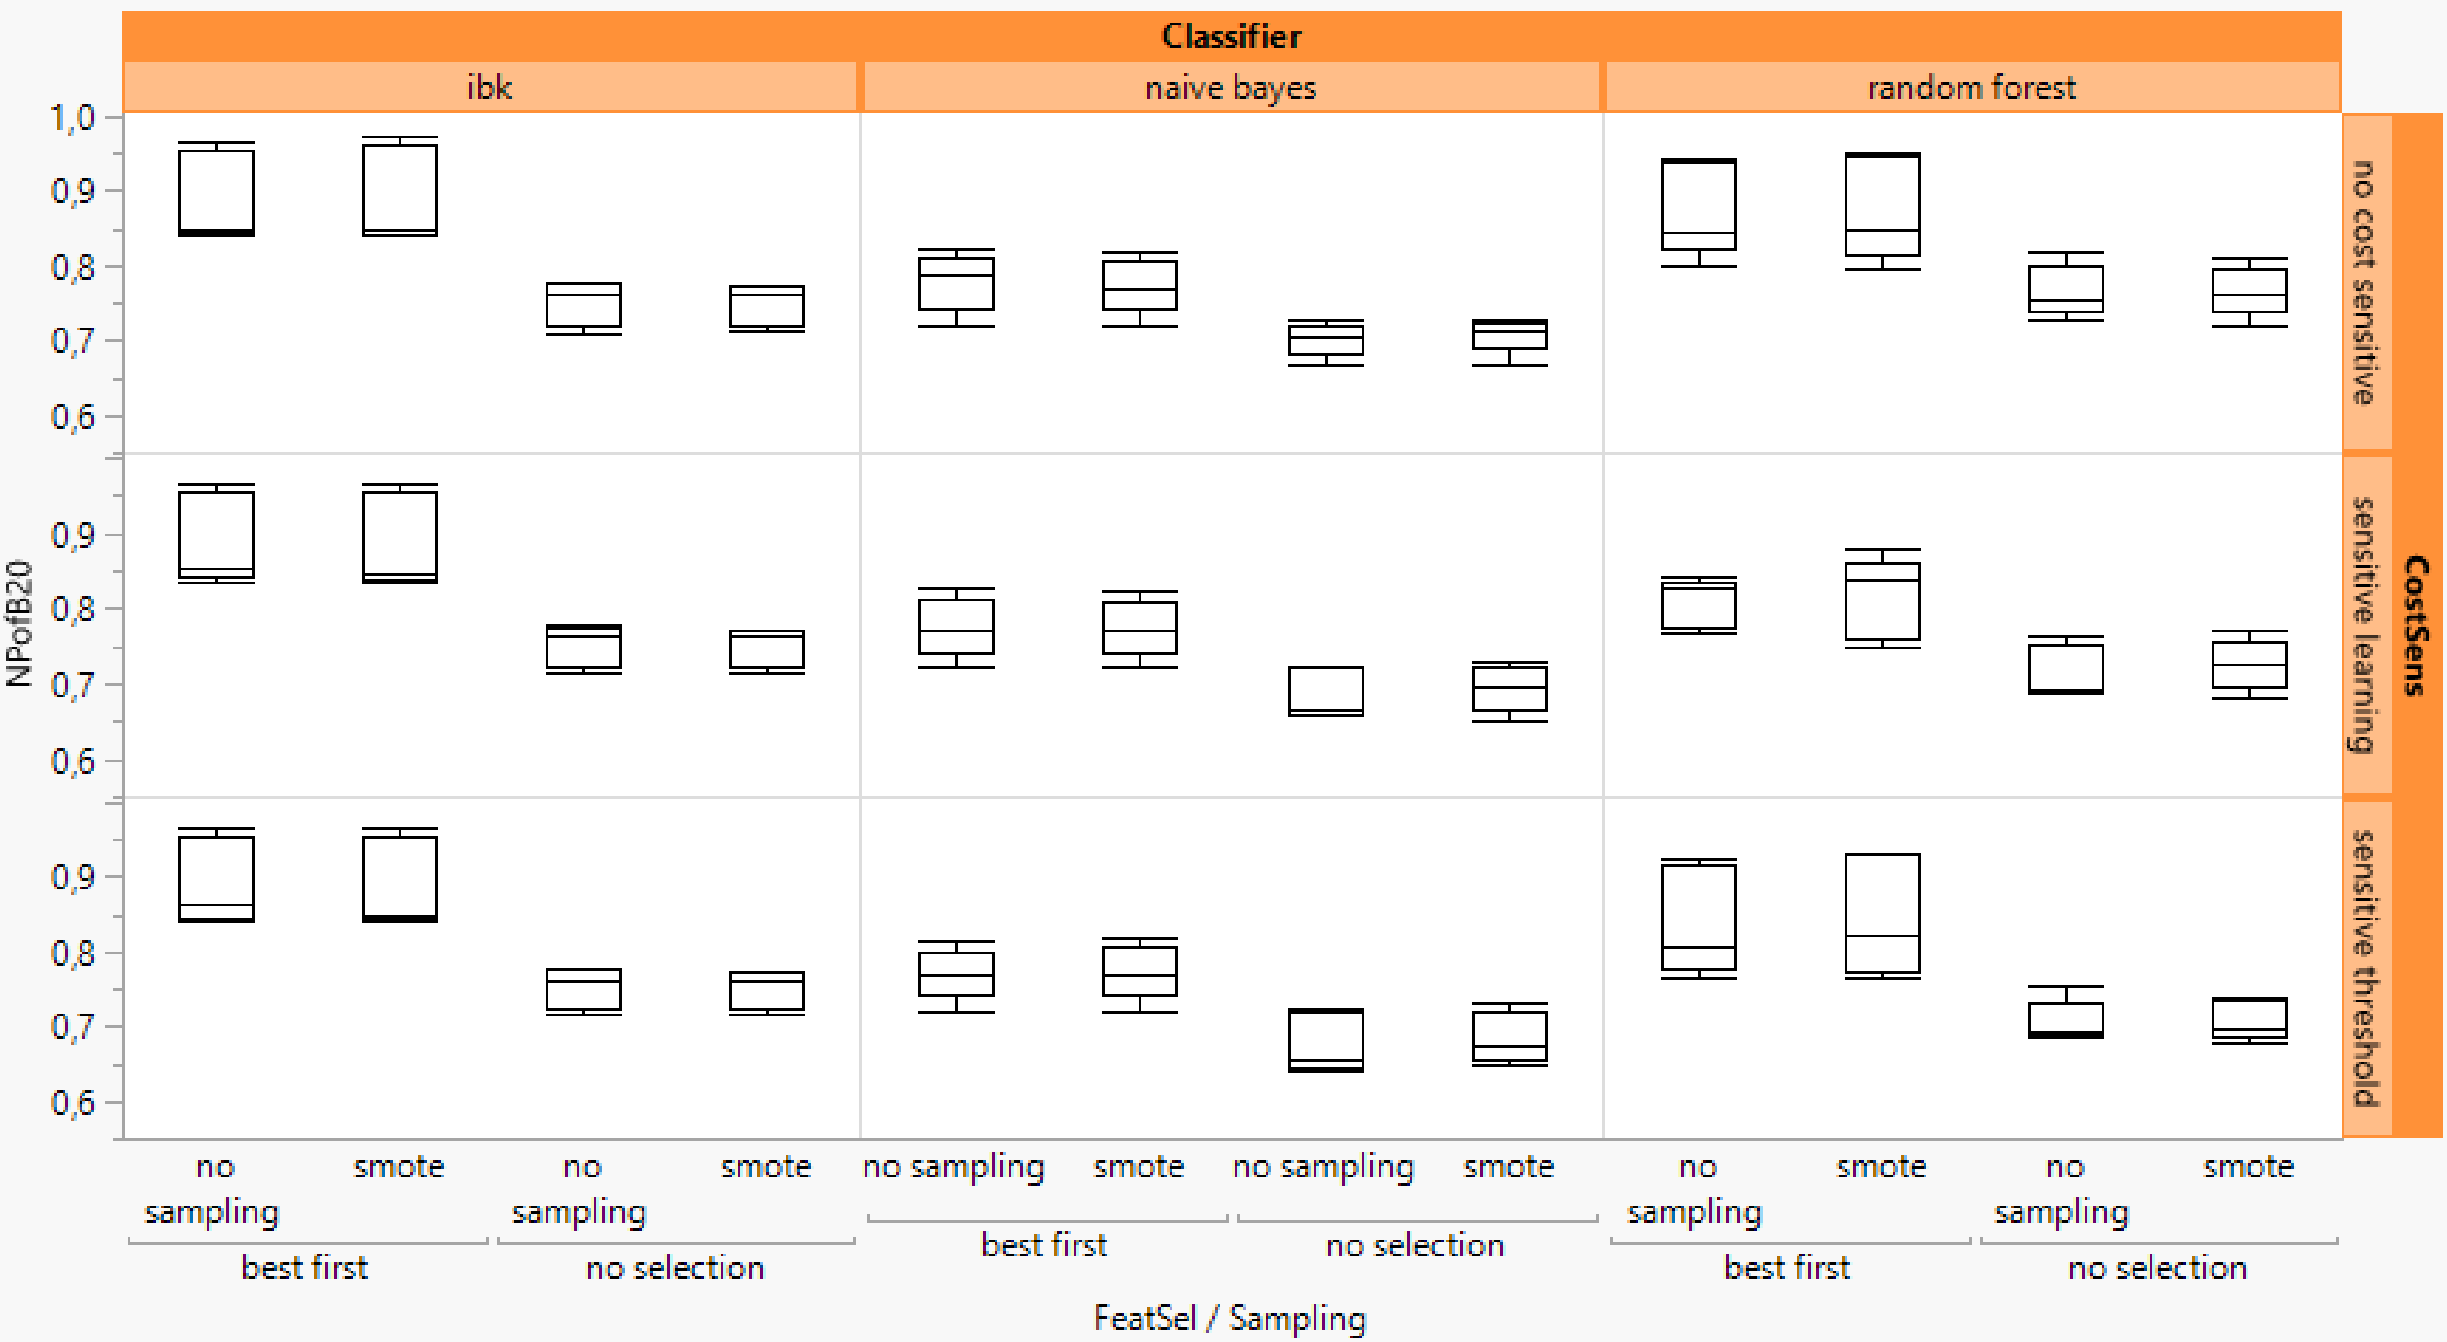 Classifier
ibk naive bayes random forest
1,0
0,9
0,8
0,7
0,6
no cost sensitive
0,9
0,8
0,7
0,6
sensitive learning
0,9
0,8
0,7
0,6
sensitive threshold
NPofB20
CostSens
no smote no smote no sampling smote no sampling smote no smote no smote
sampling sampling sampling sampling
best first no selection best first no selection best first no selection
FeatSel / Sampling